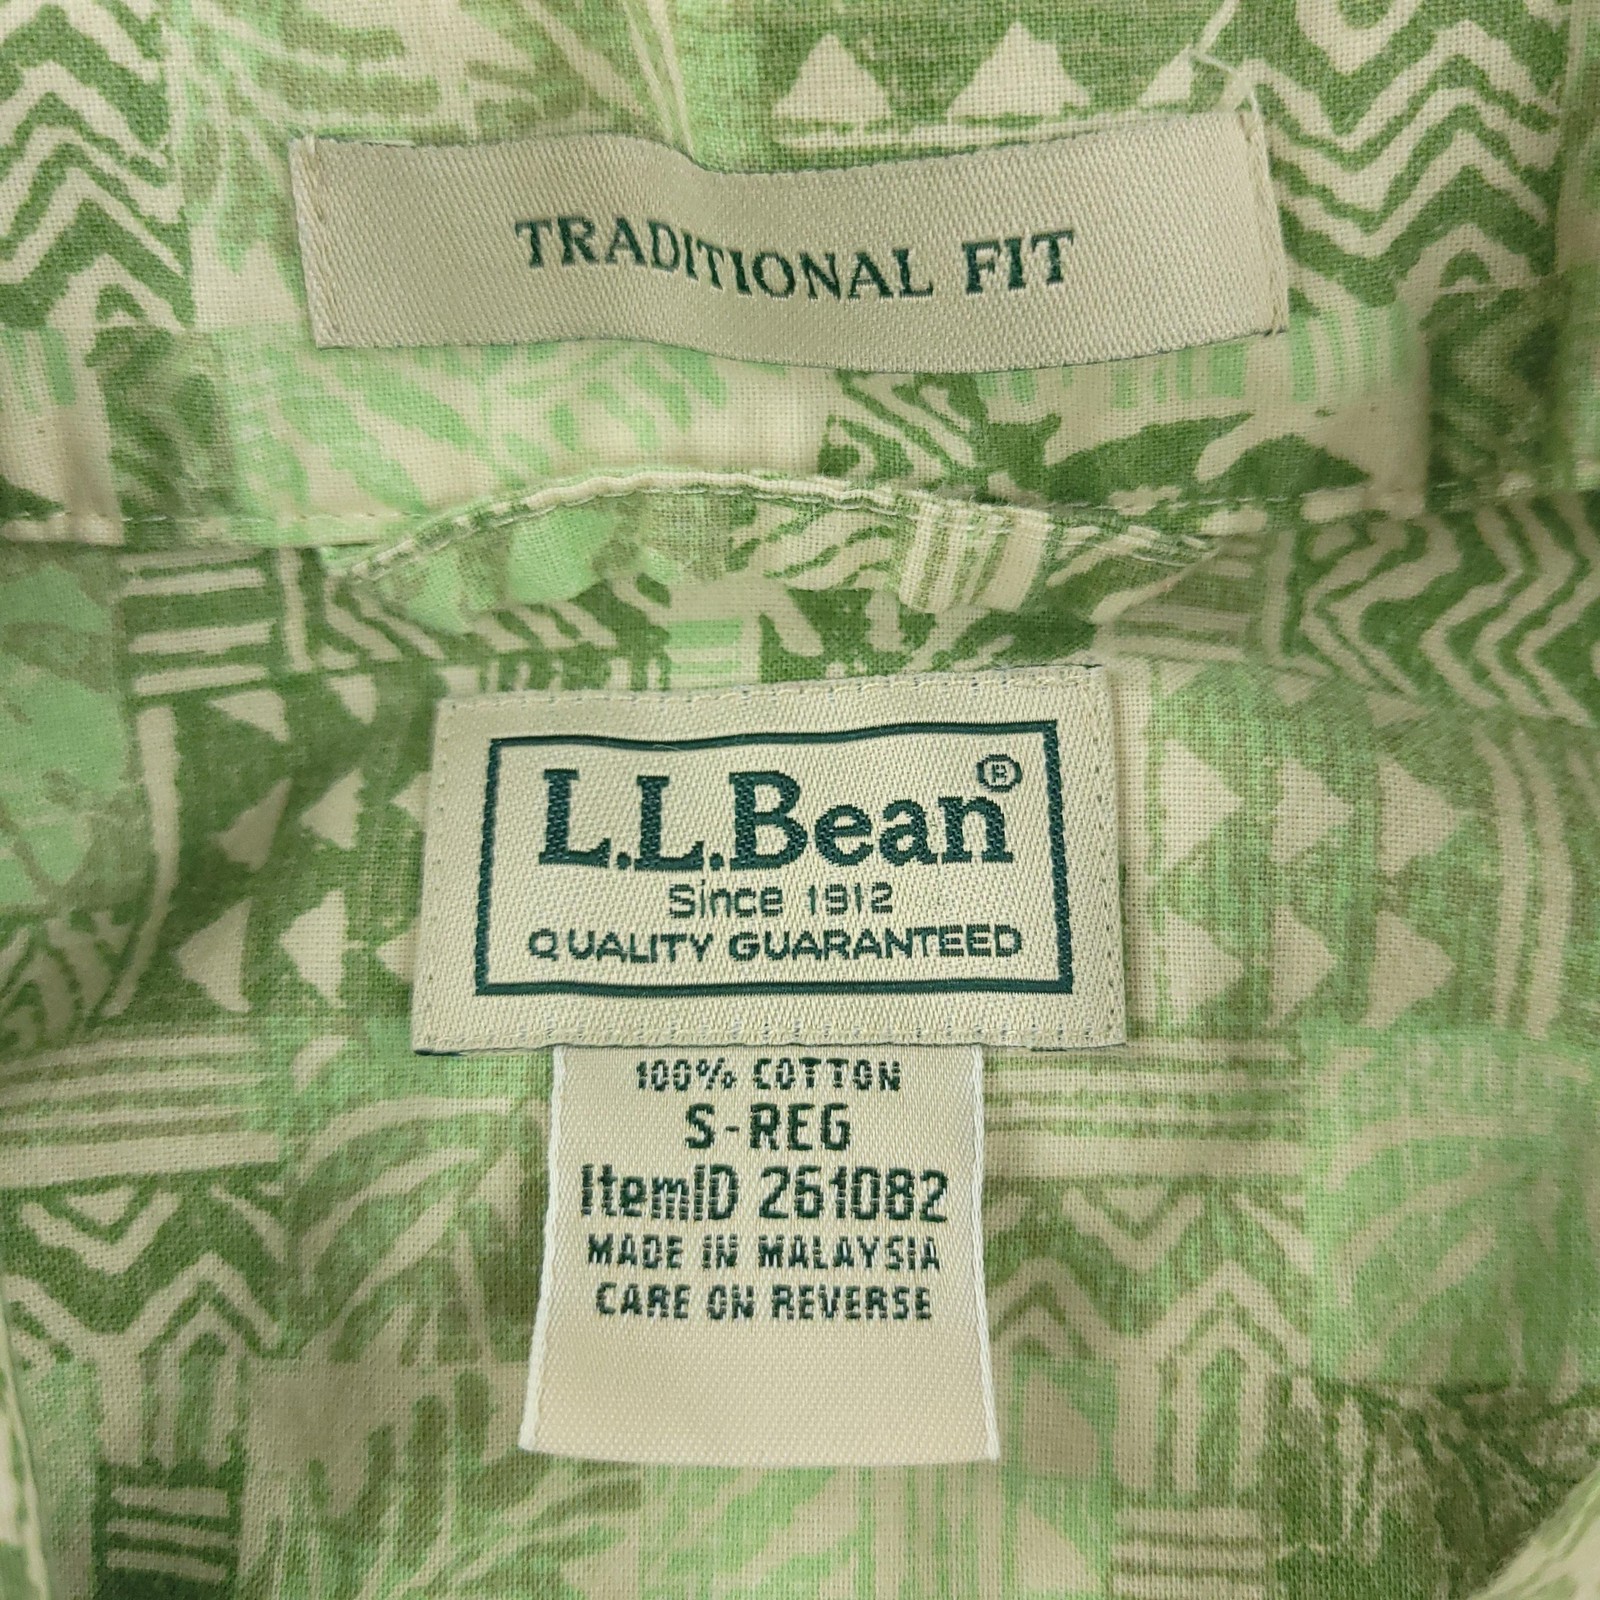 TRADITIONAL FIT
L.L.Bean®
Since 1912
QUALITY GUARANTEED
100% COTTON
S-REG
ItemID 261082
MADE IN MALAYSIA
CARE ON REVERSE